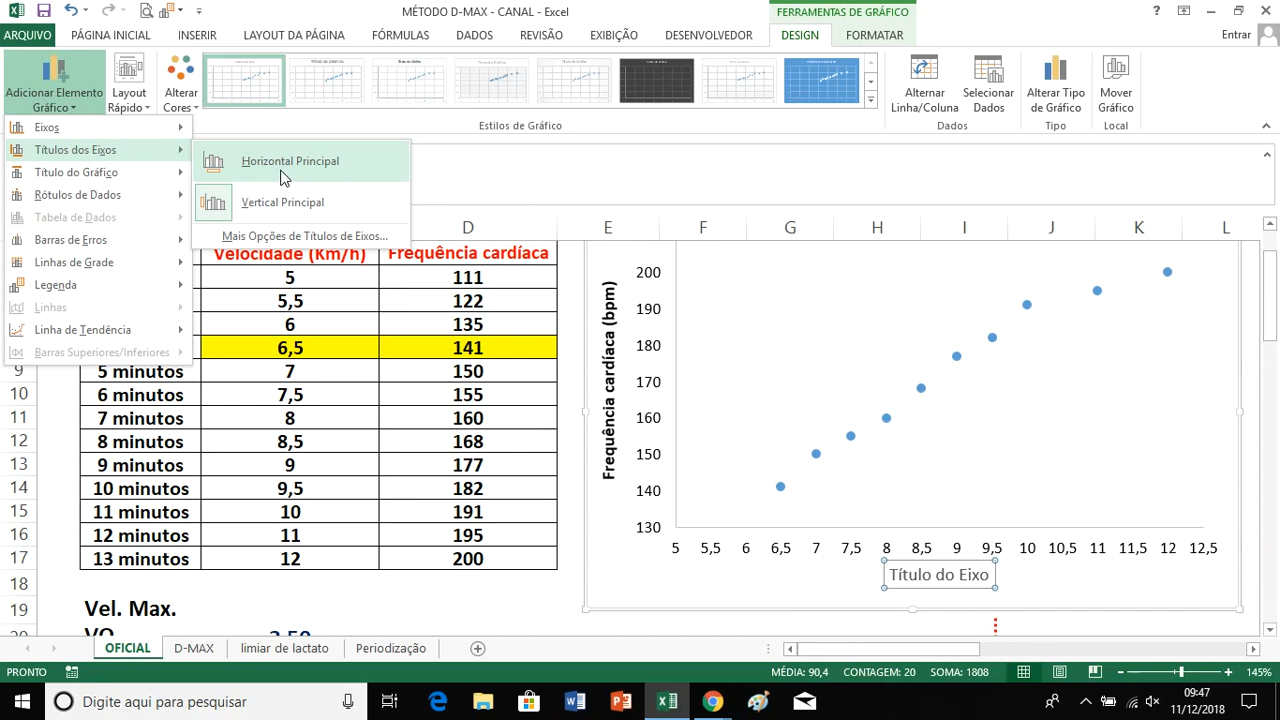 MÉTODO D-MAX - CANAL - Excel
FERRAMENTAS DE GRÁFICO
?
ARQUIVO PÁGINA INICIAL INSERIR LAYOUT DA PÁGINA FÓRMULAS DADOS REVISÃO EXIBIÇÃO DESENVOLVEDOR DESIGN FORMATAR Entrar
Adicionar Elemento Gráfico
Layout Rápido
Alterar Cores
Alternar Linha/Coluna
Selecionar Dados
Alterar Tipo de Gráfico
Mover Gráfico
Estilos de Gráfico
Dados
Tipo
Local
Eixos
Títulos dos Eixos
Título do Gráfico
Rótulos de Dados
Tabela de Dados
Barras de Erros
Linhas de Grade
Legenda
Linhas
Linha de Tendência
Barras Superiores/Inferiores
Horizontal Principal
Vertical Principal
Mais Opções de Títulos de Eixos...
D E F G H I J K L
Velocidade (Km/h) Frequência cardíaca
5 111
5,5 122
6 135
6,5 141
9 5 minutos 7 150
10 6 minutos 7,5 155
11 7 minutos 8 160
12 8 minutos 8,5 168
13 9 minutos 9 177
14 10 minutos 9,5 182
15 11 minutos 10 191
16 12 minutos 11 195
17 13 minutos 12 200
18
19 Vel. Max.
Frequência cardíaca (bpm)
200
190
180
170
160
150
140
130
5 5,5 6 6,5 7 7,5 8 8,5 9 9,5 10 10,5 11 11,5 12 12,5
Título do Eixo
OFICIAL D-MAX limiar de lactato Periodização
PRONTO MÉDIA: 90,4 CONTAGEM: 20 SOMA: 1808 145%
Digite aqui para pesquisar
09:47
11/12/2018